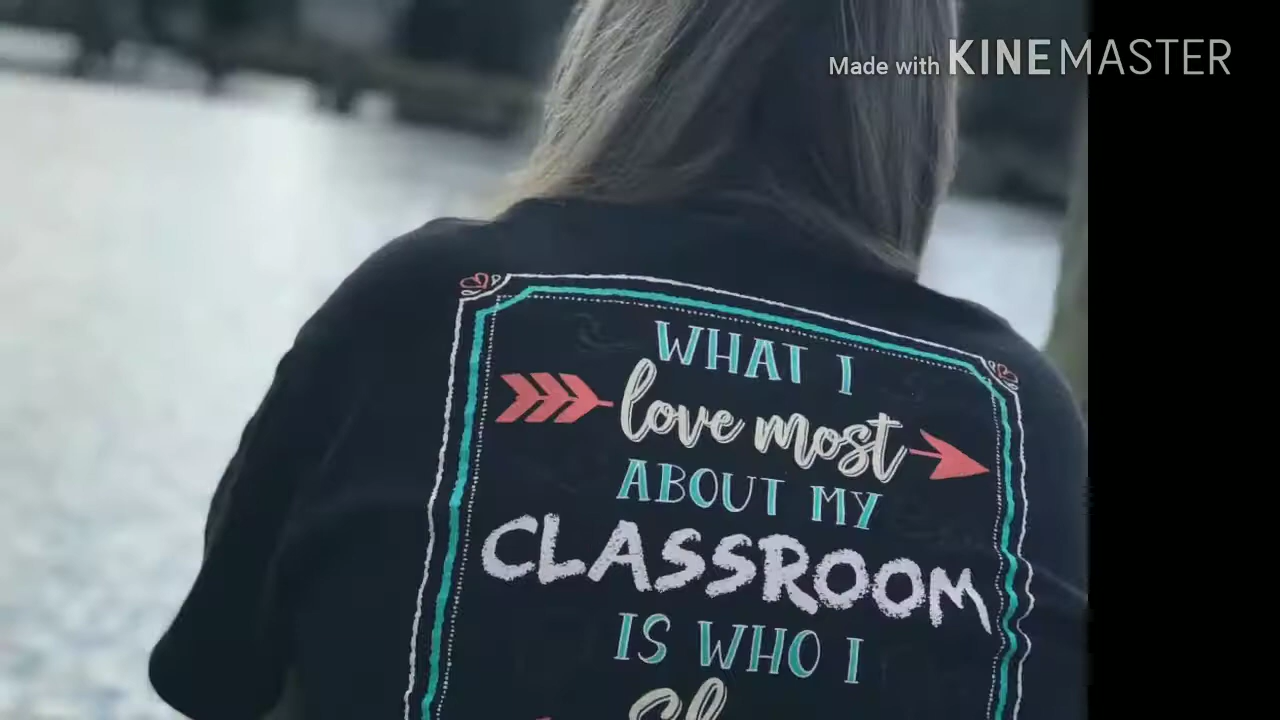 Made with KINEMASTER
WHAT I
love most
ABOUT MY
CLASSROOM
IS WHO I